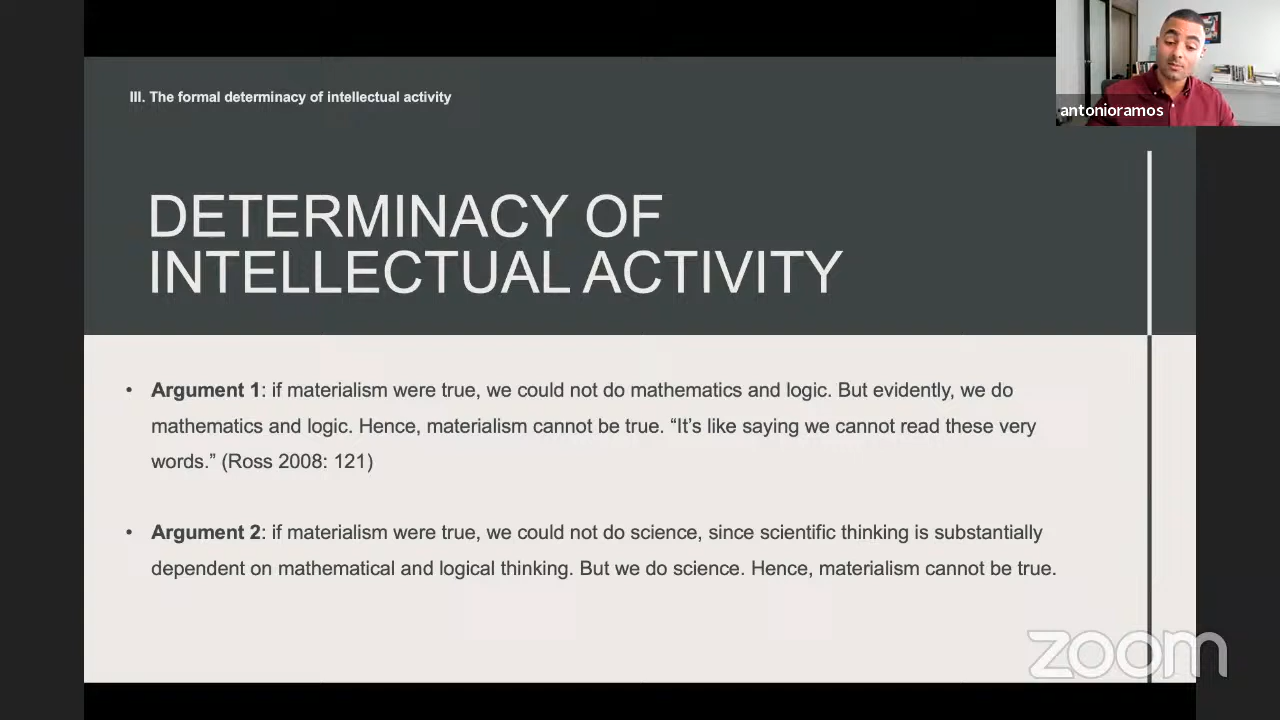 antonioramos
III. The formal determinacy of intellectual activity
DETERMINACY OF
INTELLECTUAL ACTIVITY
• Argument 1: if materialism were true, we could not do mathematics and logic. But evidently, we do
mathematics and logic. Hence, materialism cannot be true. “It’s like saying we cannot read these very
words.” (Ross 2008: 121)
• Argument 2: if materialism were true, we could not do science, since scientific thinking is substantially
dependent on mathematical and logical thinking. But we do science. Hence, materialism cannot be true.
zoom